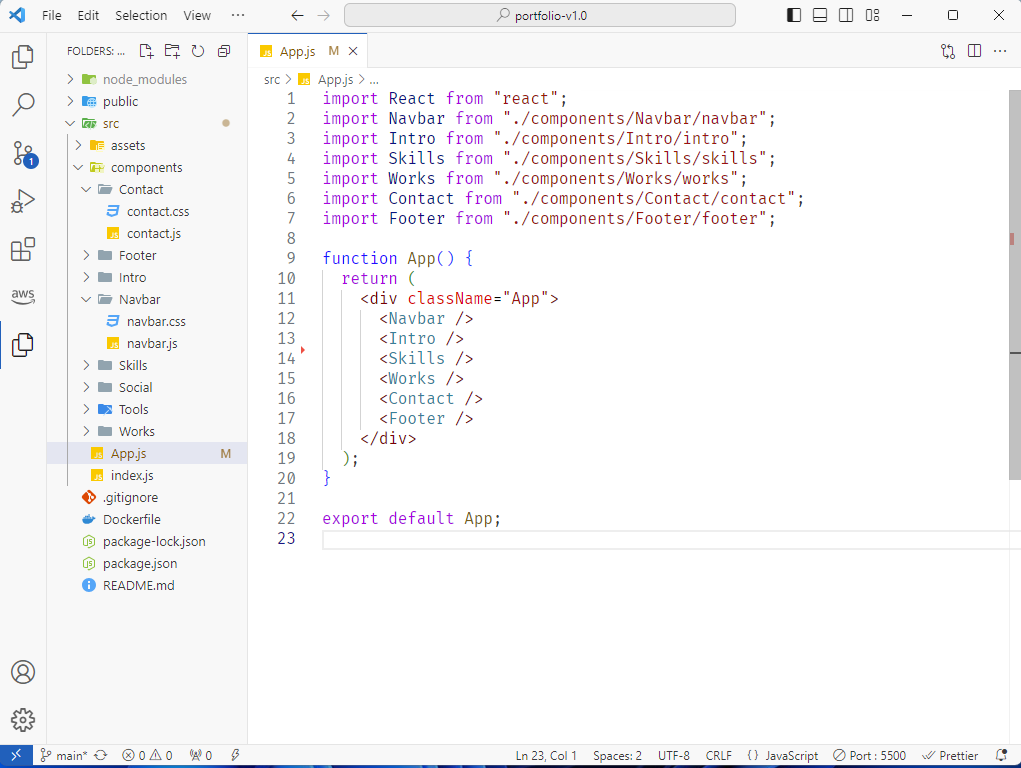 File Edit Selection View ··· portfolio-v1.0
FOLDERS: ...
node_modules
public
src
assets
components
Contact
contact.css
contact.js
Footer
Intro
Navbar
navbar.css
navbar.js
Skills
Social
Tools
Works
App.js M
index.js
.gitignore
Dockerfile
package-lock.json
package.json
README.md
1
aws
App.js M
src > App.js > ...
1 import React from "react";
2 import Navbar from "./components/Navbar/navbar";
3 import Intro from "./components/Intro/intro";
4 import Skills from "./components/Skills/skills";
5 import Works from "./components/Works/works";
6 import Contact from "./components/Contact/contact";
7 import Footer from "./components/Footer/footer";
8
9 function App() {
10 return (
11 <div className="App">
12 <Navbar />
13 <Intro />
14 <Skills />
15 <Works />
16 <Contact />
17 <Footer />
18 </div>
19 );
20 }
21
22 export default App;
23
main* 0 0 0 Ln 23, Col 1 Spaces: 2 UTF-8 CRLF {} JavaScript Port : 5500 Prettier